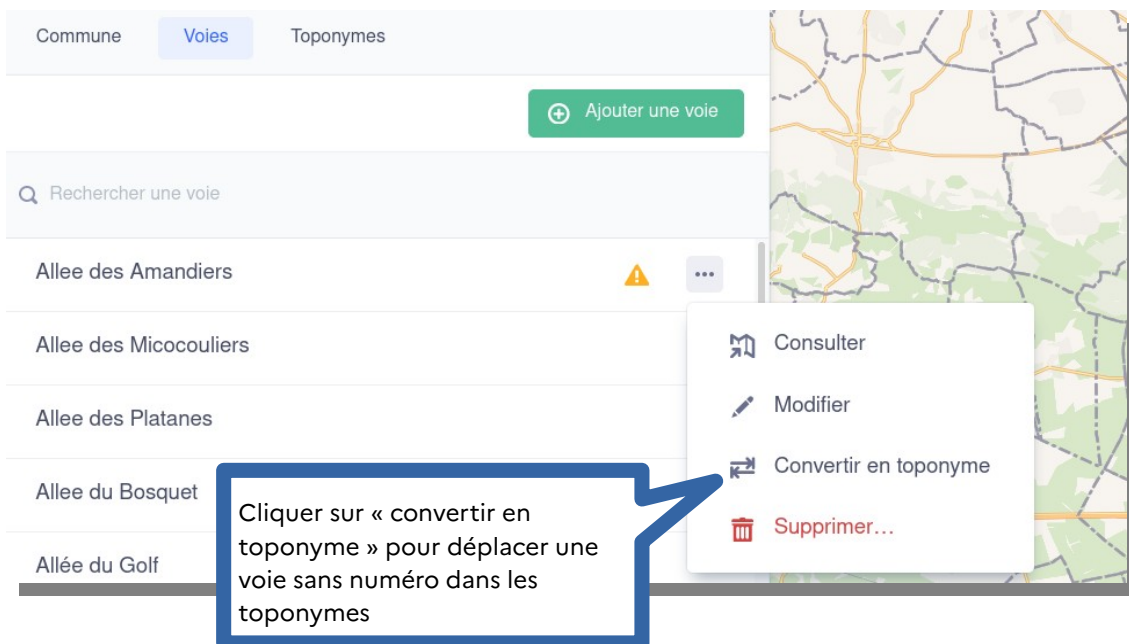 Commune
Voies
Toponymes
Ajouter une voie
Rechercher une voie
Allee des Amandiers
Allee des Micocouliers
Allee des Platanes
Allee du Bosquet
Allée du Golf
Consulter
Modifier
Convertir en toponyme
Supprimer…
Cliquer sur « convertir en
toponyme » pour déplacer une
voie sans numéro dans les
toponymes